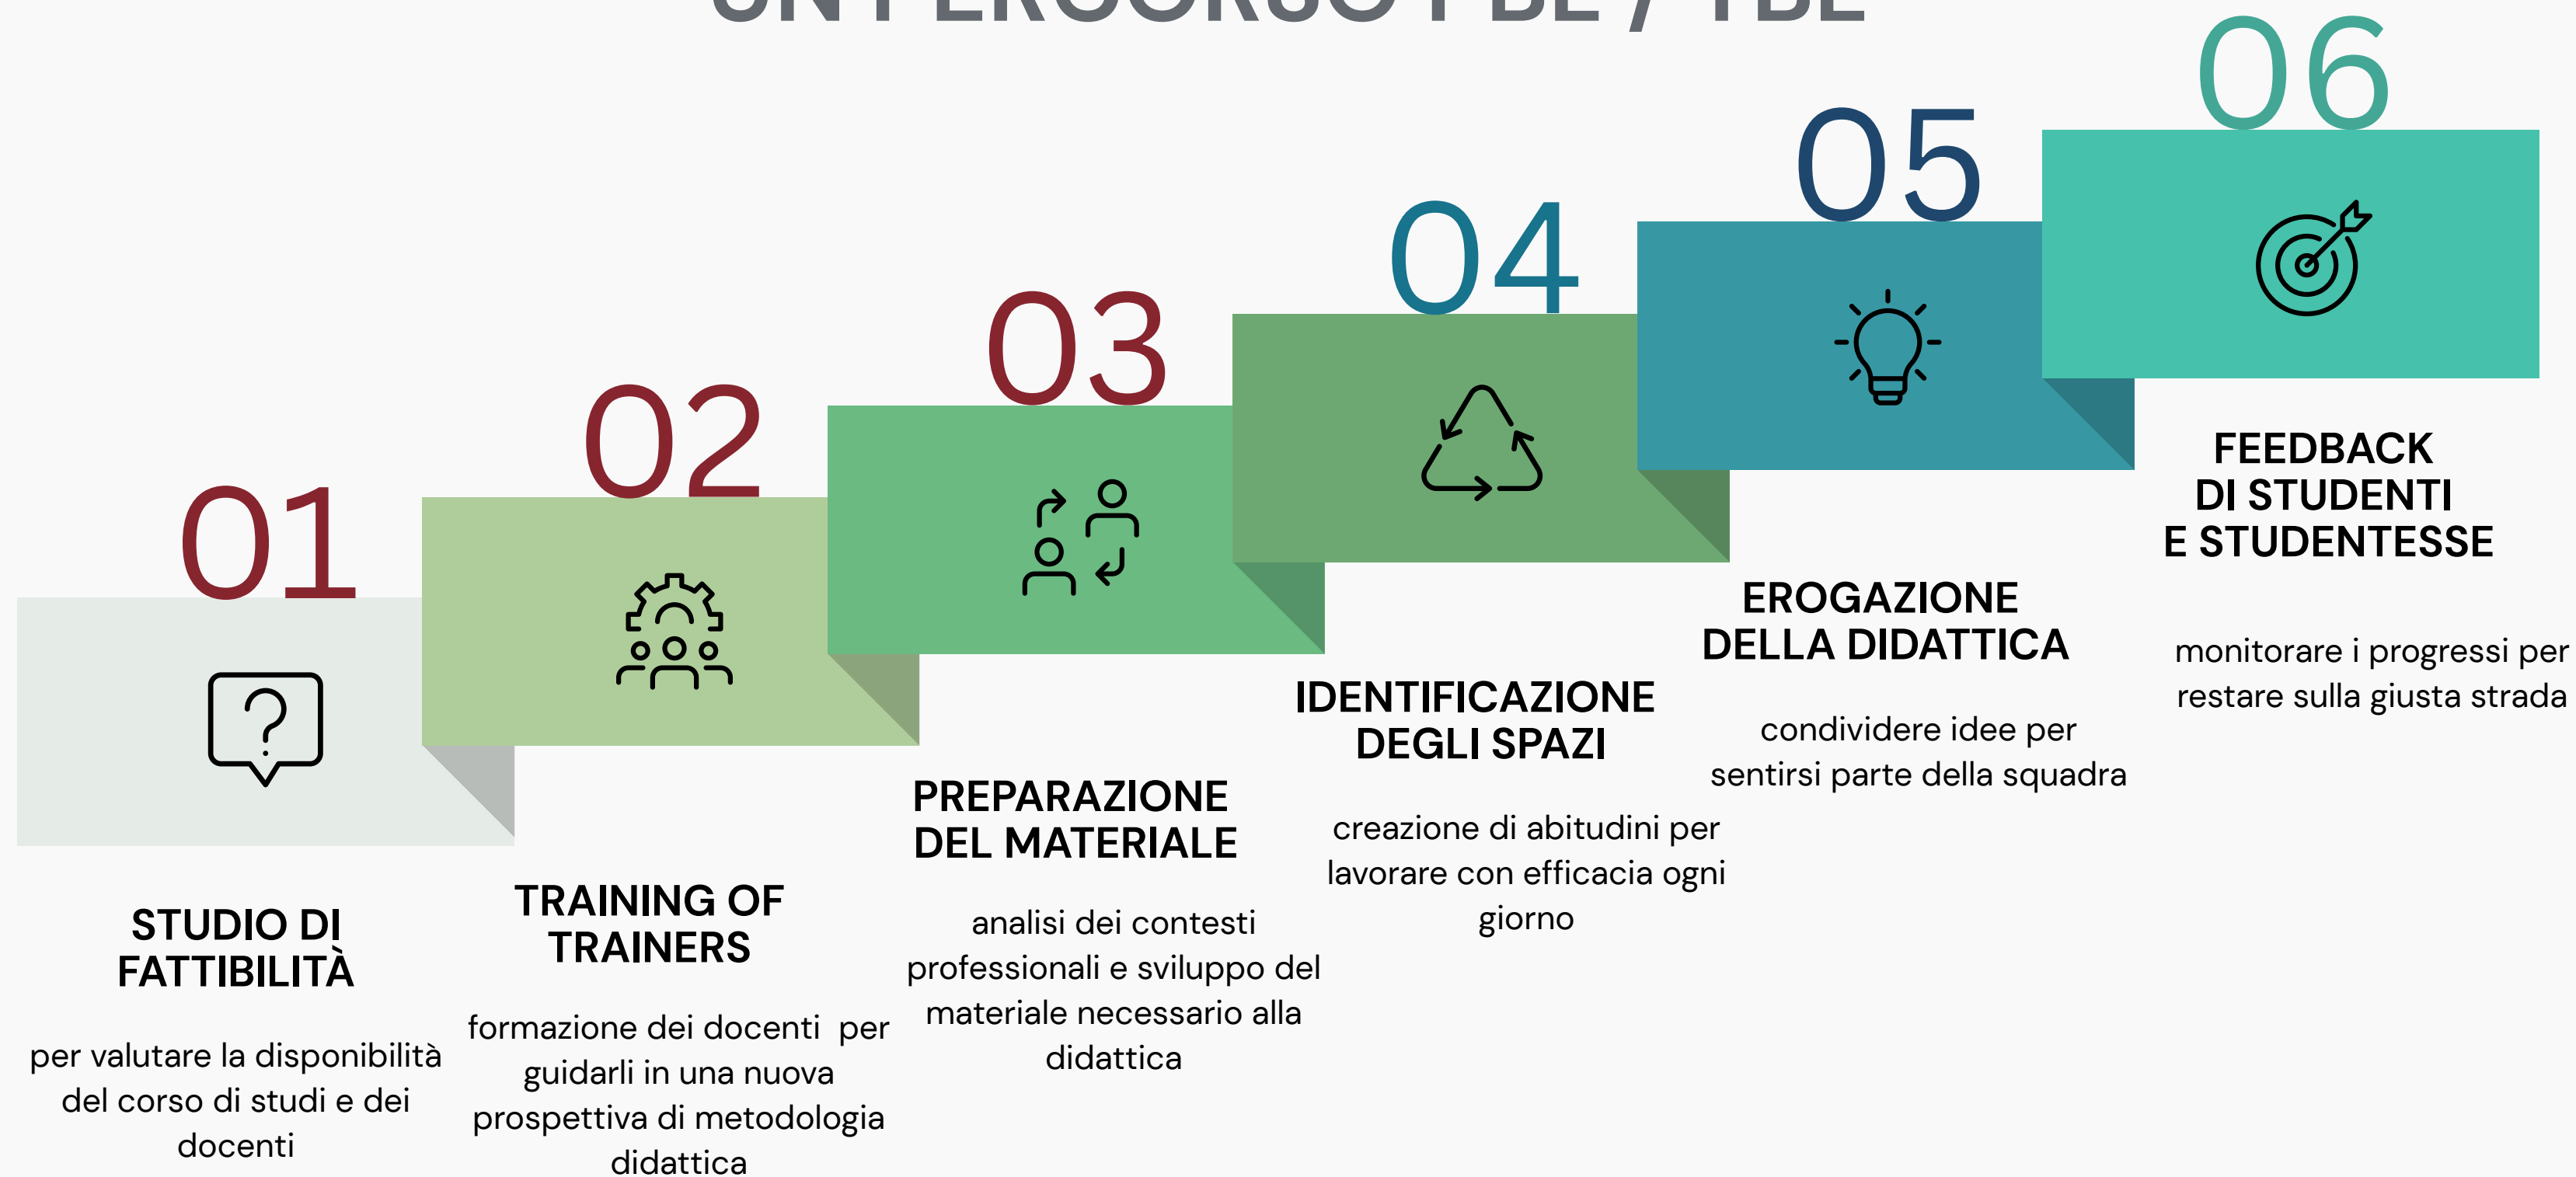 UN PERCORSO PBL / TBL
01
02
03
04
05
06
STUDIO DI
FATTIBILITÀ
per valutare la disponibilità
del corso di studi e dei
docenti
TRAINING OF
TRAINERS
formazione dei docenti per
guidarli in una nuova
prospettiva di metodologia
didattica
PREPARAZIONE
DEL MATERIALE
analisi dei contesti
professionali e sviluppo del
materiale necessario alla
didattica
IDENTIFICAZIONE
DEGLI SPAZI
creazione di abitudini per
lavorare con efficacia ogni
giorno
EROGAZIONE
DELLA DIDATTICA
condividere idee per
sentirsi parte della squadra
FEEDBACK
DI STUDENTI
E STUDENTESSE
monitorare i progressi per
restare sulla giusta strada